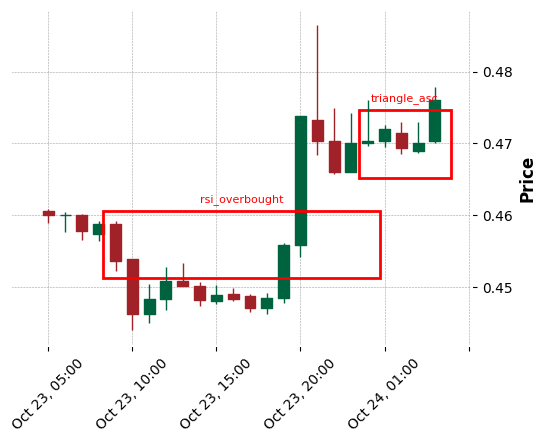 triangle_asc
rsi_overbought
0.48
0.47
0.46
0.45
Price
Oct 23, 05:00
Oct 23, 10:00
Oct 23, 15:00
Oct 23, 20:00
Oct 24, 01:00